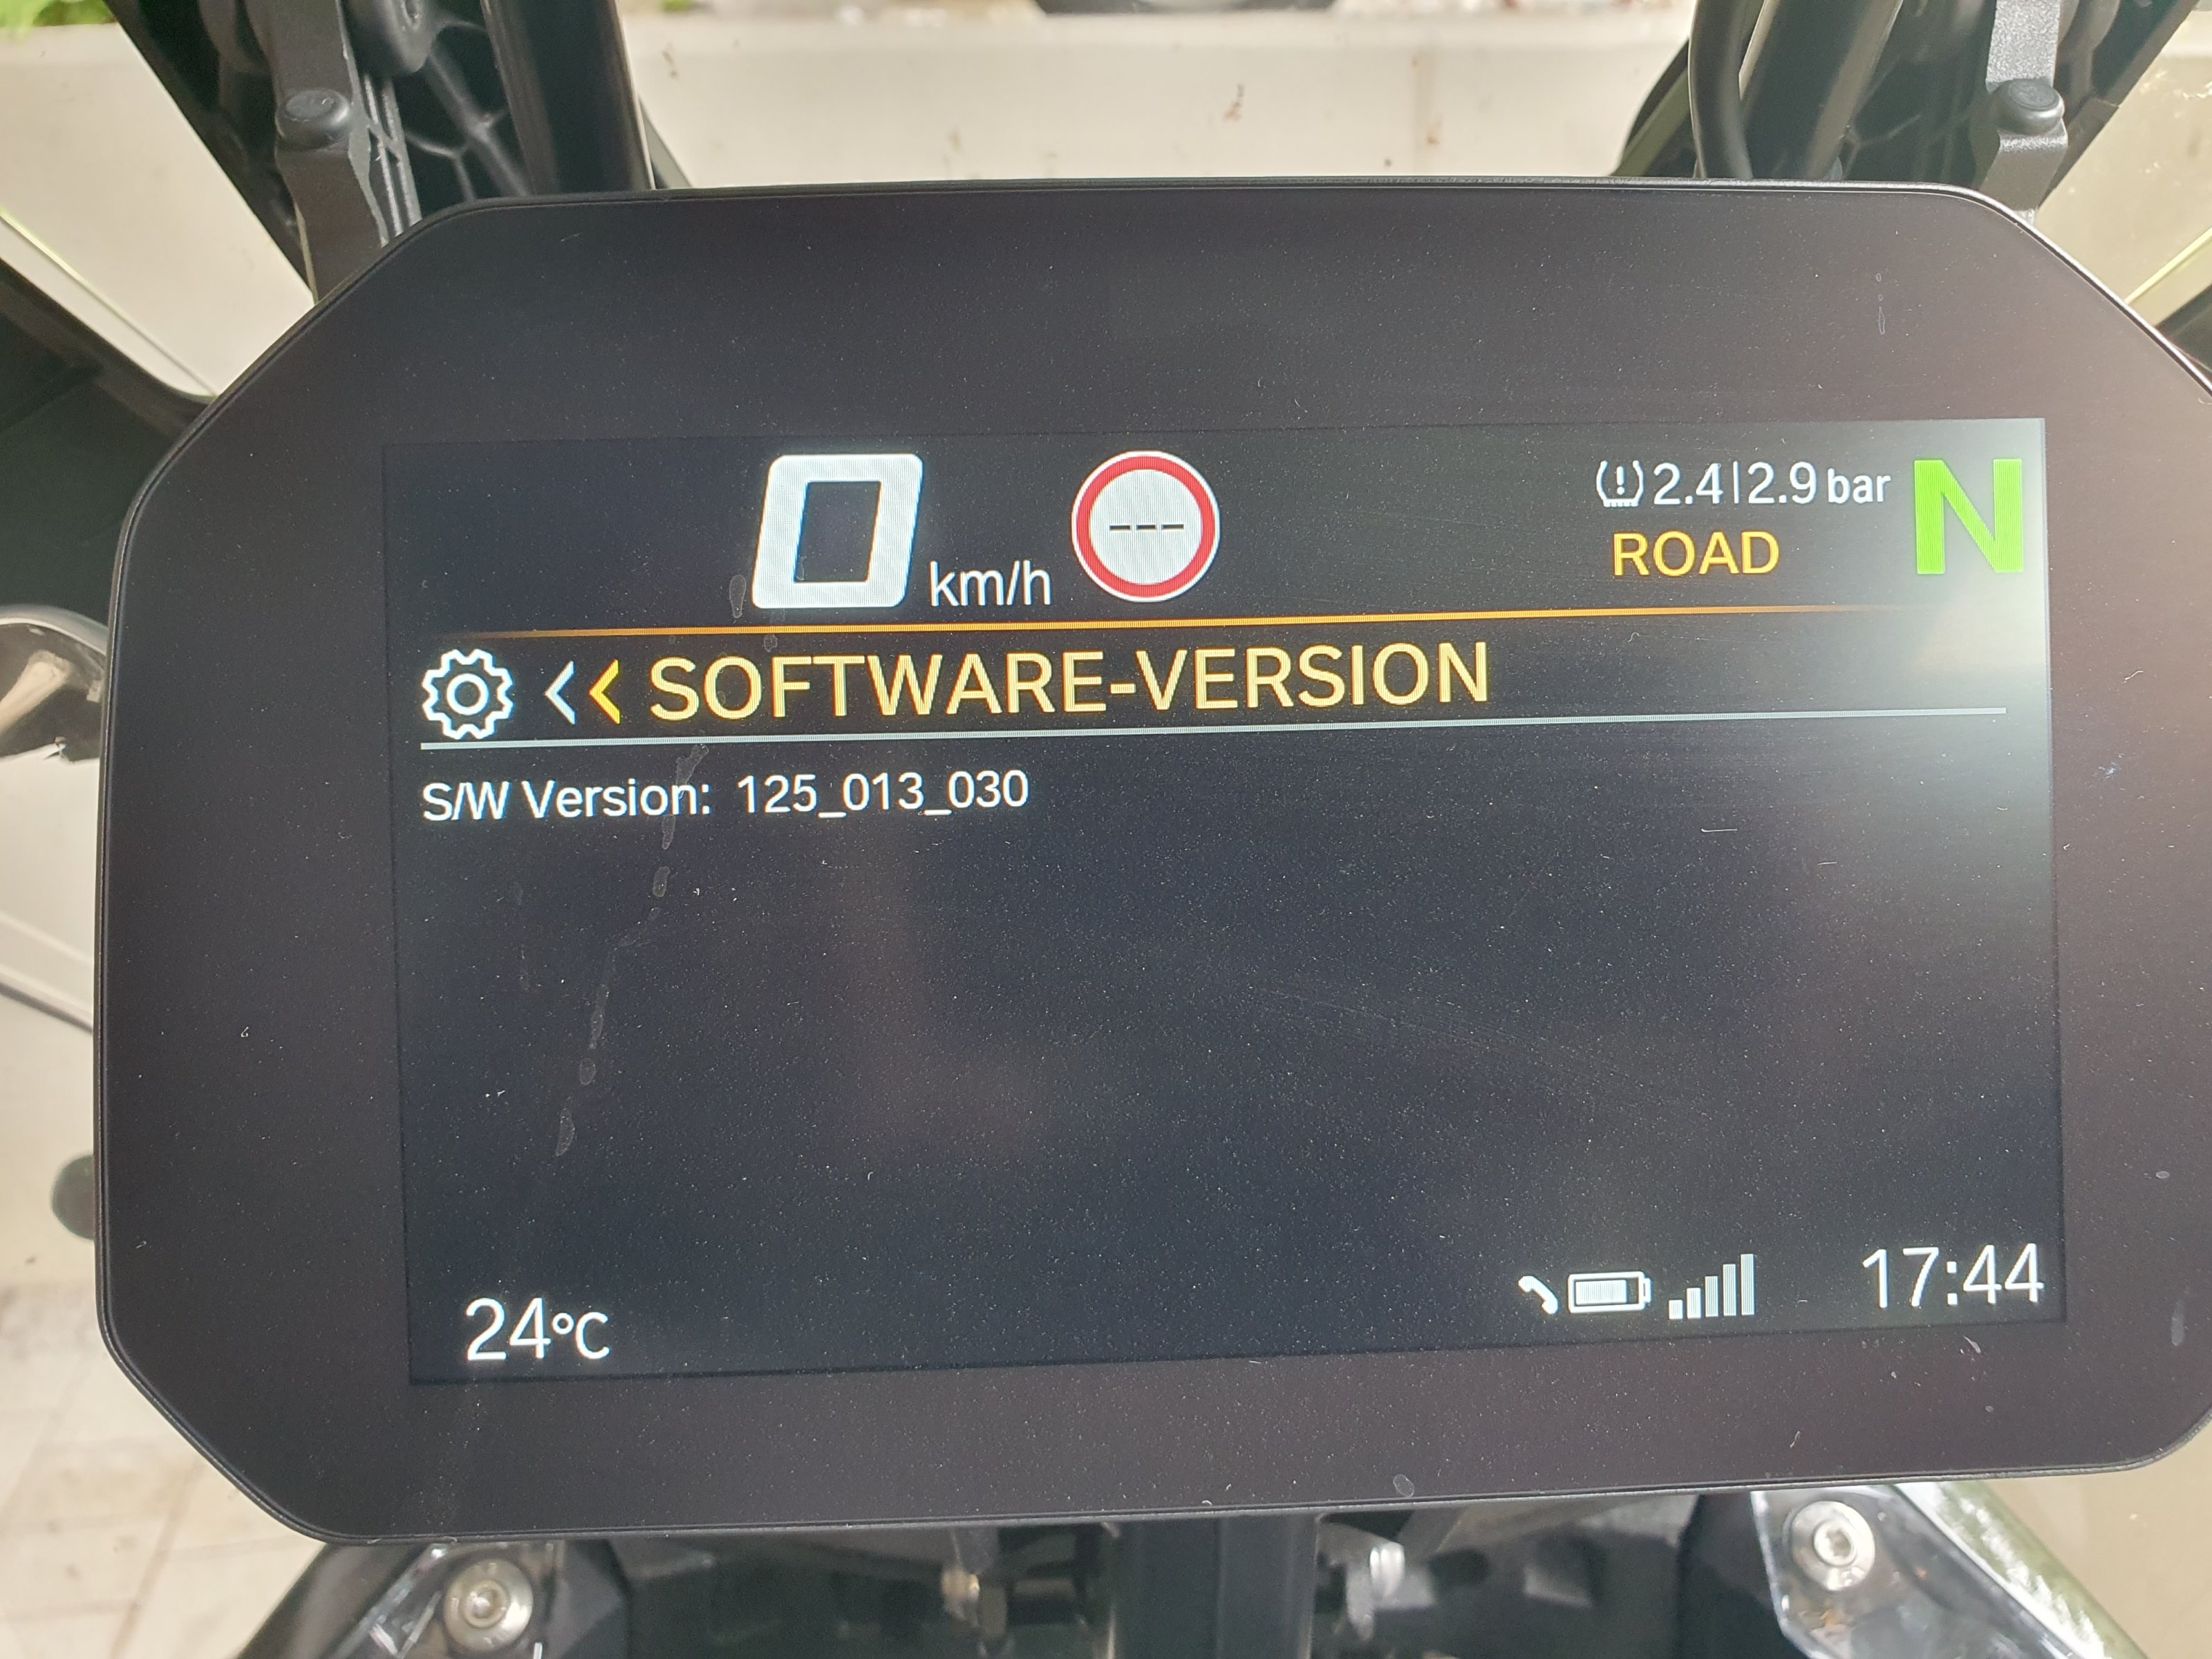 0 km/h --- 2.4|2.9 bar N
ROAD
SOFTWARE-VERSION
S/W Version: 125_013_030
24°C 17:44